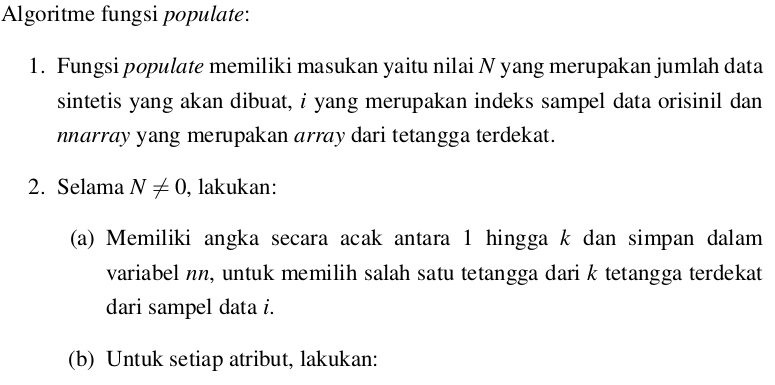 Algoritme fungsi populate:
1. Fungsi populate memiliki masukan yaitu nilai N yang merupakan jumlah data
sintetis yang akan dibuat, i yang merupakan indeks sampel data orisinil dan
nnarray yang merupakan array dari tetangga terdekat.
2. Selama N ≠ 0, lakukan:
(a) Memiliki angka secara acak antara 1 hingga k dan simpan dalam
variabel nn, untuk memilih salah satu tetangga dari k tetangga terdekat
dari sampel data i.
(b) Untuk setiap atribut, lakukan: